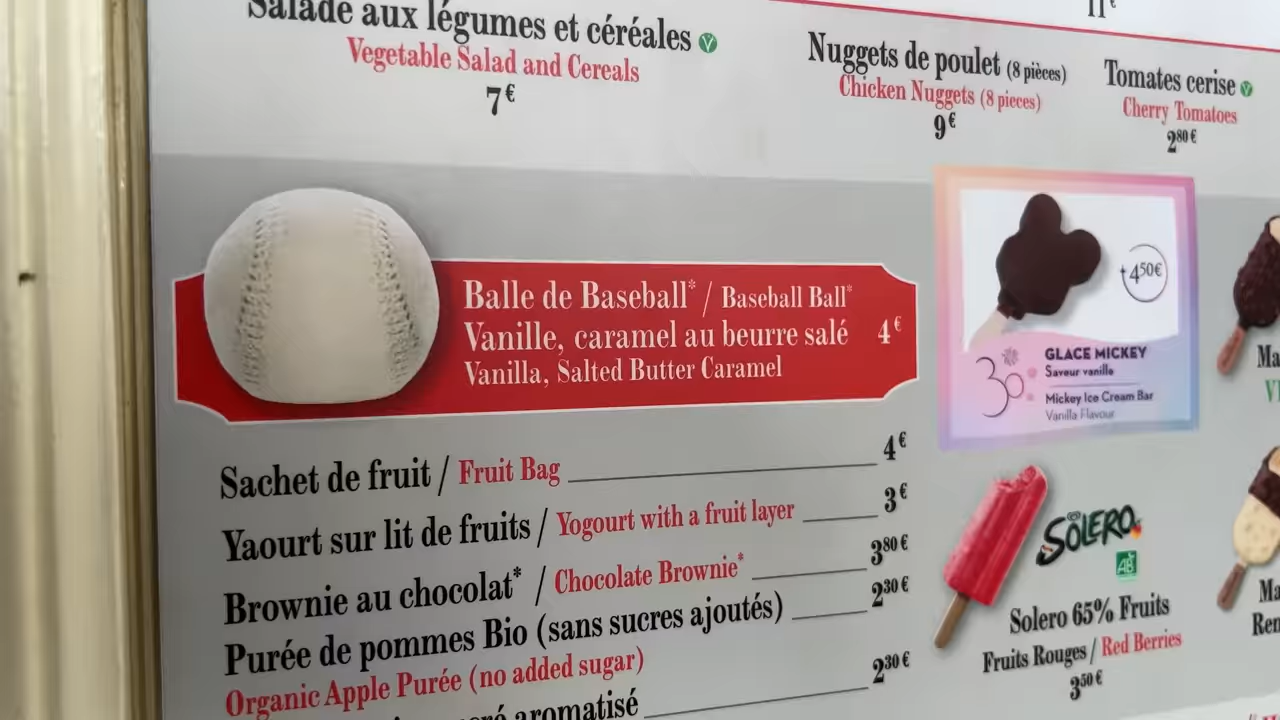 Salade aux légumes et céréales
Vegetable Salad and Cereals
7€
11€
Nuggets de poulet (8 pièces)
Chicken Nuggets (8 pieces)
9€
Tomates cerise
Cherry Tomatoes
280 €
Balle de Baseball* / Baseball Ball*
Vanille, caramel au beurre salé 4€
Vanilla, Salted Butter Caramel
450€
30
GLACE MICKEY
Saveur vanille
Mickey Ice Cream Bar
Vanilla Flavour
Sachet de fruit / Fruit Bag 4€
Yaourt sur lit de fruits / Yogourt with a fruit layer 3€
Brownie au chocolat* / Chocolate Brownie* 380 €
Purée de pommes Bio (sans sucres ajoutés) 230 €
Organic Apple Purée (no added sugar)
aromatisé 230 €
SOLERO
AB
Solero 65% Fruits
Fruits Rouges / Red Berries
350 €